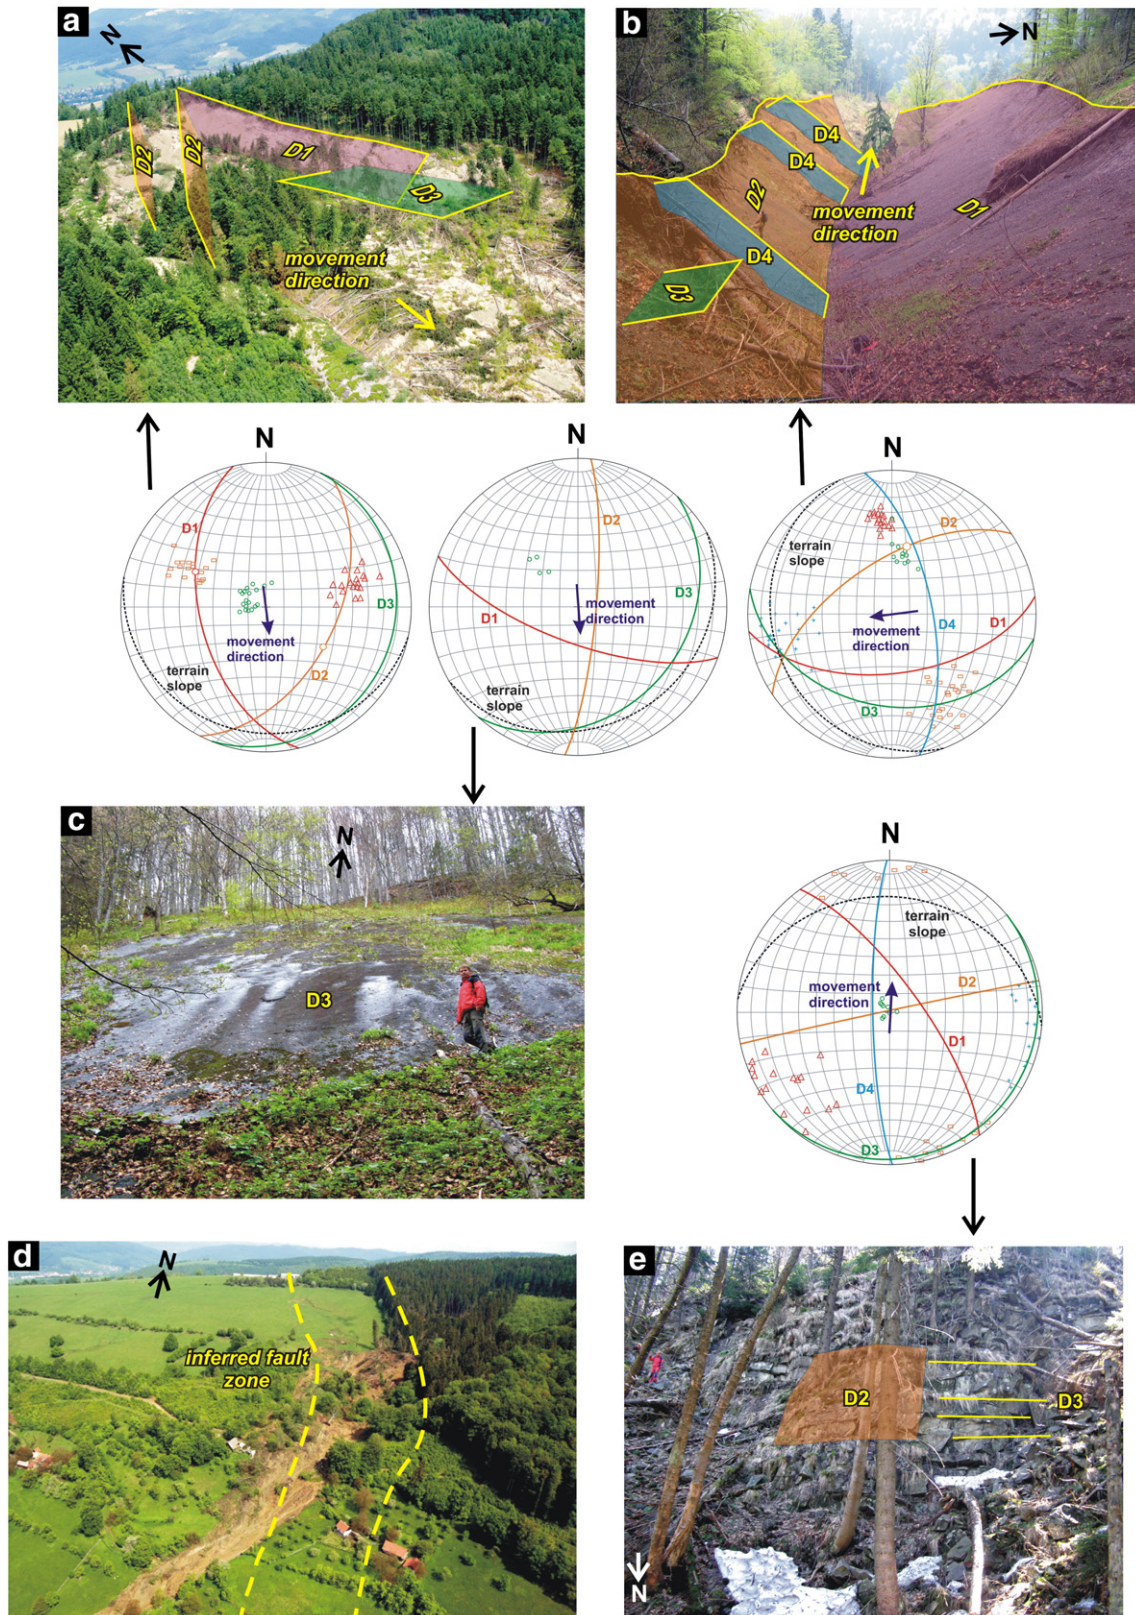 a
N
D2
D2
D1
D3
movement
direction
b
N
D4
D4
D2
D4
D3
D1
movement
direction
N
D1
D2
D3
movement
direction
terrain
slope
N
D2
D3
D1
movement
direction
terrain
slope
N
D2
terrain
slope
D1
D4
movement
direction
D3
c
N
D3
N
terrain
slope
D2
movement
direction
D1
D4
D3
d
N
inferred fault
zone
e
D2
D3
N